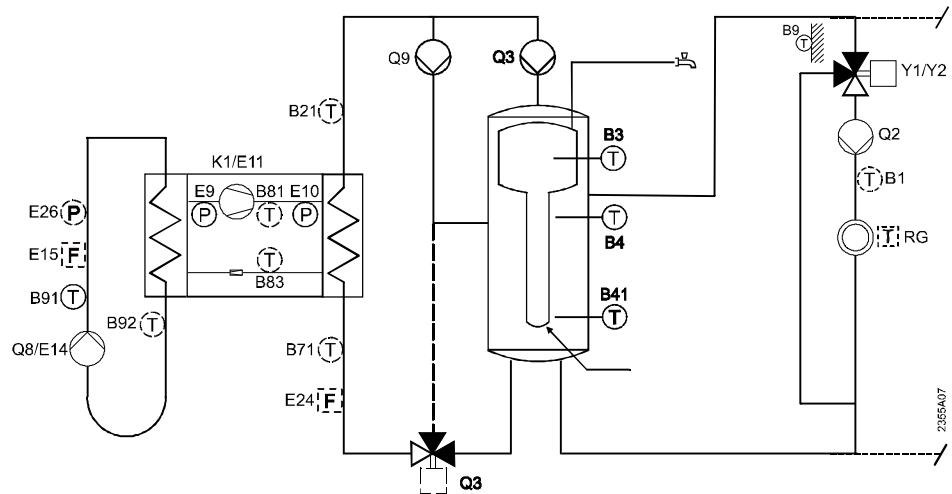 B9
T
Q9
Q3
Y1/Y2
B21 T
Q2
B3
T
K1/E11
E9 B81 E10
P T P
T B1
E26 P
T
B4
T RG
E15 F
T
B83
B91 T
B41
T
B92 T
Q8/E14
B71 T
E24 F
2355A07
Q3